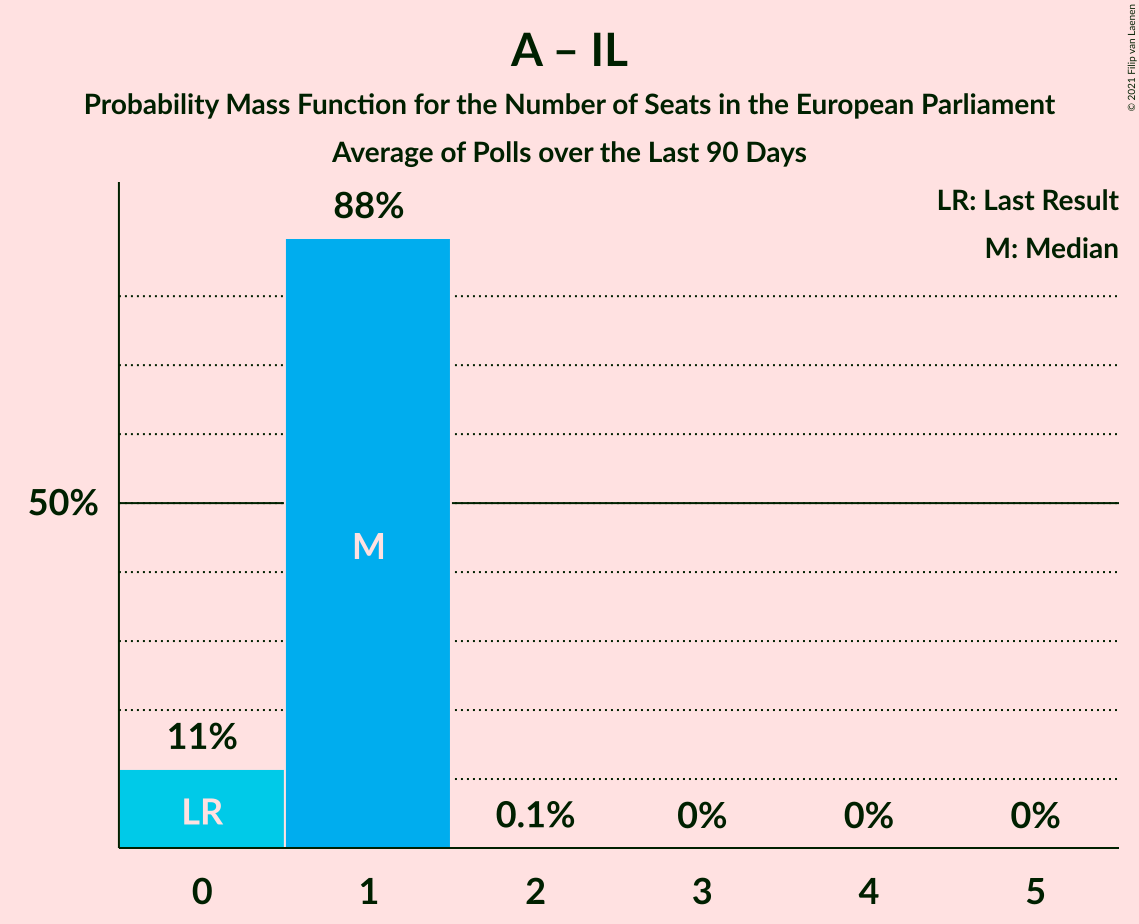 A – IL
Probability Mass Function for the Number of Seats in the European Parliament
Average of Polls over the Last 90 Days
© 2021 Filip van Laenen
LR: Last Result
M: Median
88%
50%
M
11%
LR
0.1%
0%
0%
0%
0
1
2
3
4
5